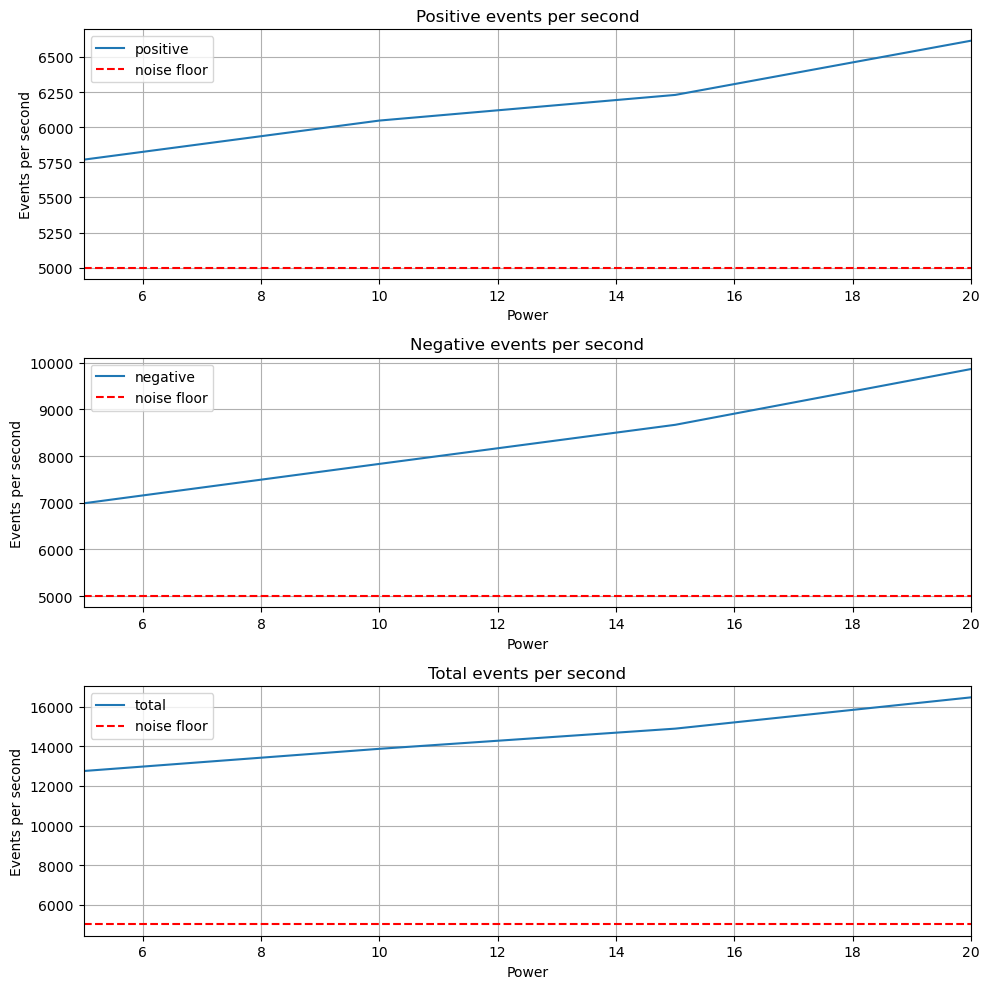 Positive events per second
positive
noise floor
6500
6250
6000
5750
5500
5250
5000
Events per second
6 8 10 12 14 16 18 20
Power
Negative events per second
negative
noise floor
10000
9000
8000
7000
6000
5000
Events per second
6 8 10 12 14 16 18 20
Power
Total events per second
total
noise floor
16000
14000
12000
10000
8000
6000
Events per second
6 8 10 12 14 16 18 20
Power